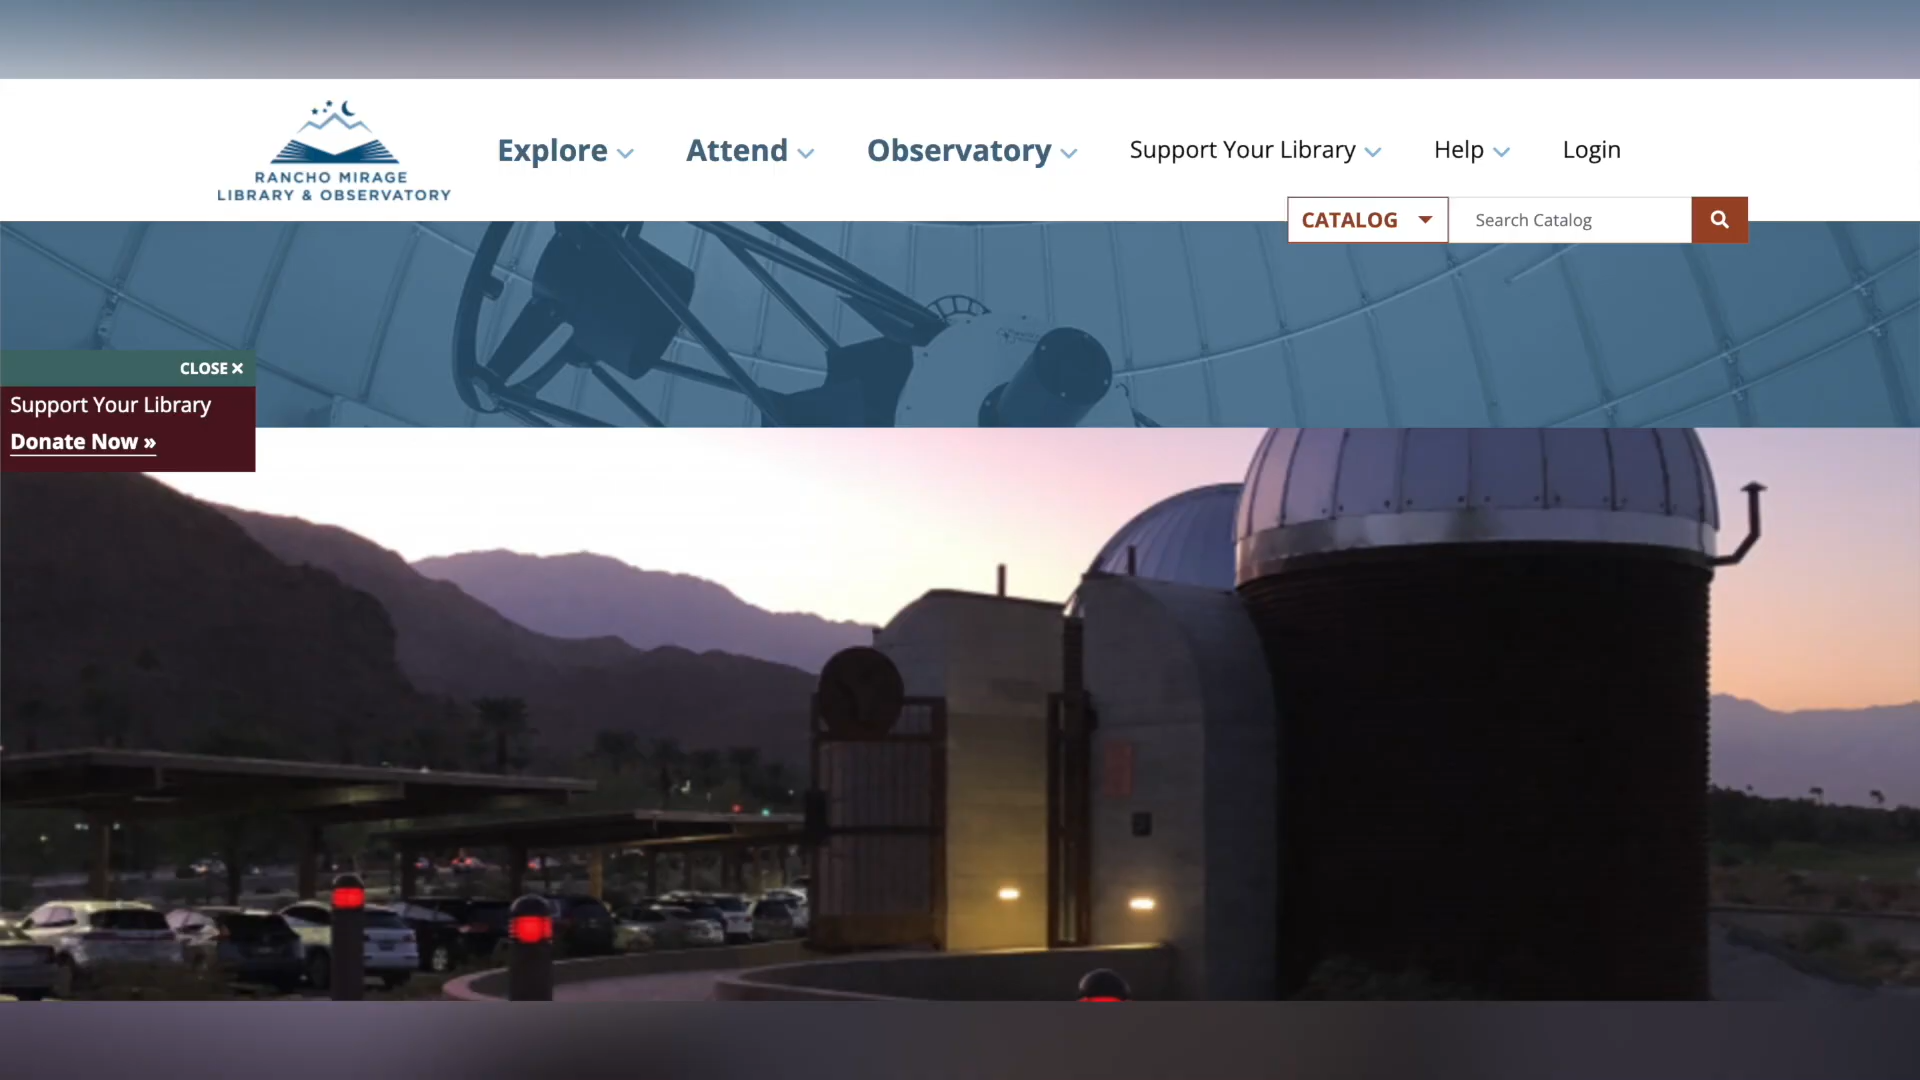 RANCHO MIRAGE
LIBRARY & OBSERVATORY
Explore
Attend
Observatory
Support Your Library
Help
Login
CATALOG
Search Catalog
CLOSE ×
Support Your Library
Donate Now »